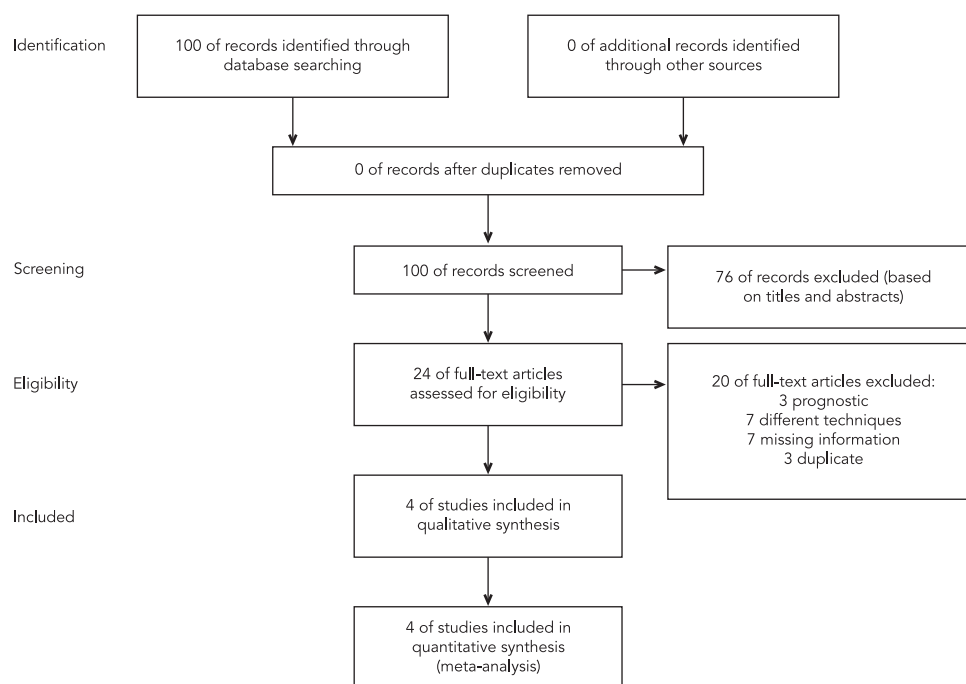 Identification
100 of records identified through
database searching
0 of additional records identified
through other sources
0 of records after duplicates removed
Screening
100 of records screened
76 of records excluded (based
on titles and abstracts)
Eligibility
24 of full-text articles
assessed for eligibility
20 of full-text articles excluded:
3 prognostic
7 different techniques
7 missing information
3 duplicate
Included
4 of studies included in
qualitative synthesis
4 of studies included in
quantitative synthesis
(meta-analysis)